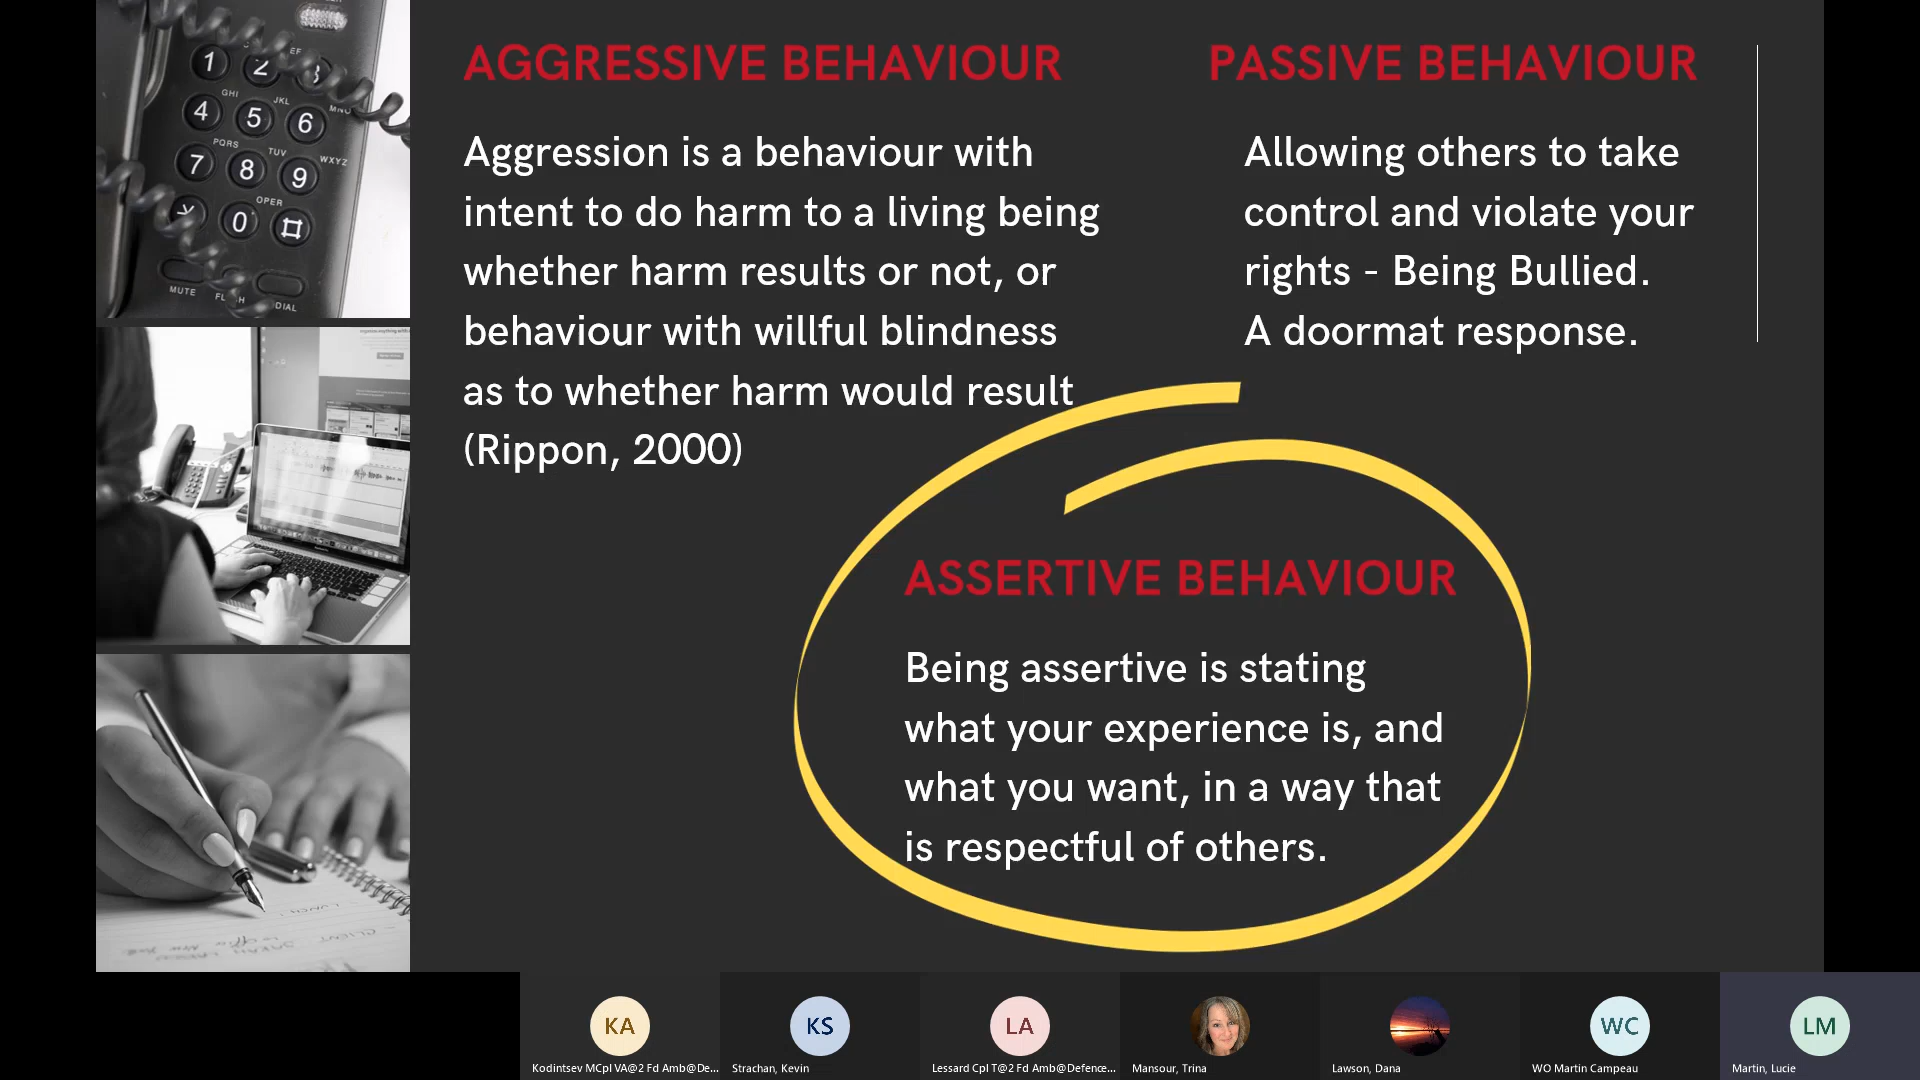 AGGRESSIVE BEHAVIOUR
Aggression is a behaviour with
intent to do harm to a living being
whether harm results or not, or
behaviour with willful blindness
as to whether harm would result
(Rippon, 2000)
PASSIVE BEHAVIOUR
Allowing others to take
control and violate your
rights - Being Bullied.
A doormat response.
ASSERTIVE BEHAVIOUR
Being assertive is stating
what your experience is, and
what you want, in a way that
is respectful of others.
1 2 3
GHI JKL MNO
4 5 6
PQRS TUV WXYZ
7 8 9
OPER
0
MUTE DIAL
KA
Kodintsev MCpl VA@2 Fd Amb@De...
KS
Strachan, Kevin
LA
Lessard Cpl T@2 Fd Amb@Defence...
Mansour, Trina
Lawson, Dana
WC
WO Martin Campeau
LM
Martin, Lucie